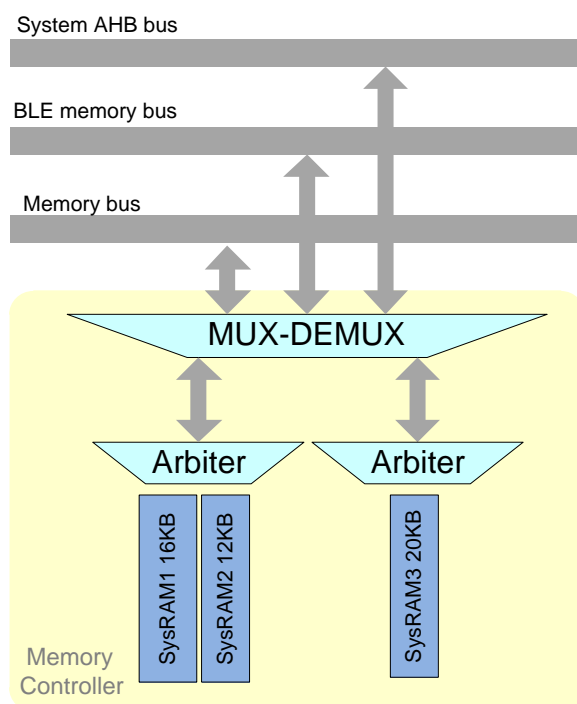 System AHB bus
BLE memory bus
Memory bus
MUX-DEMUX
Arbiter
Arbiter
SysRAM1 16KB
SysRAM2 12KB
SysRAM3 20KB
Memory
Controller